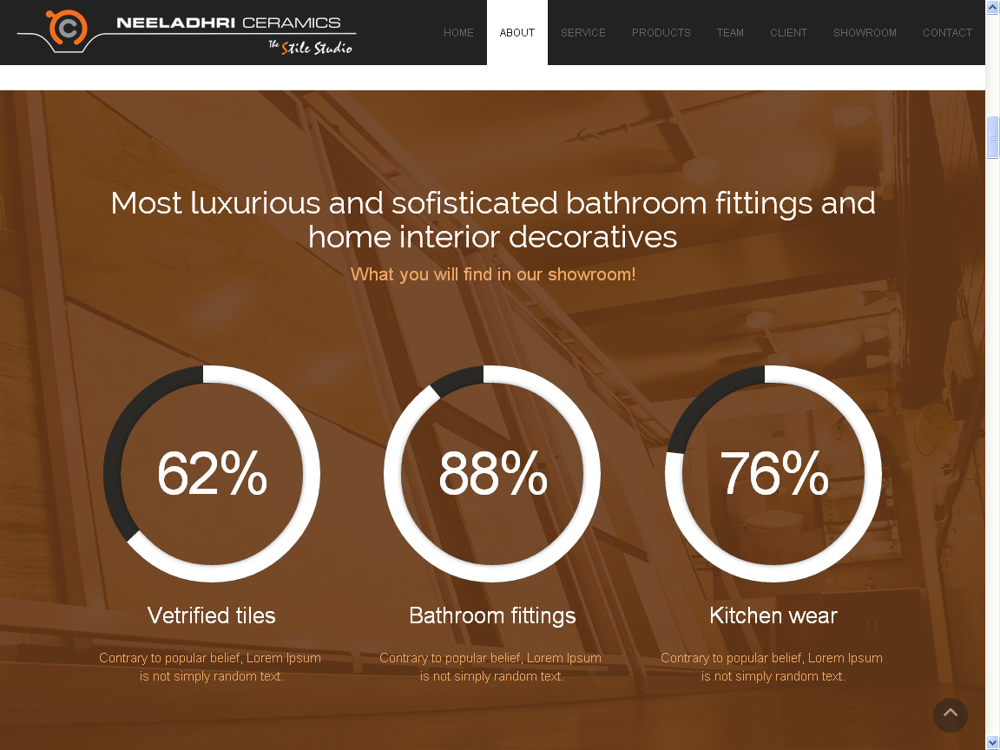 NEELADHRI CERAMICS
The Stile Studio
HOME ABOUT SERVICE PRODUCTS TEAM CLIENT SHOWROOM CONTACT
Most luxurious and sofisticated bathroom fittings and
home interior decoratives
What you will find in our showroom!
62% 88% 76%
Vetrified tiles Bathroom fittings Kitchen wear
Contrary to popular belief, Lorem Ipsum
is not simply random text.
Contrary to popular belief, Lorem Ipsum
is not simply random text.
Contrary to popular belief, Lorem Ipsum
is not simply random text.